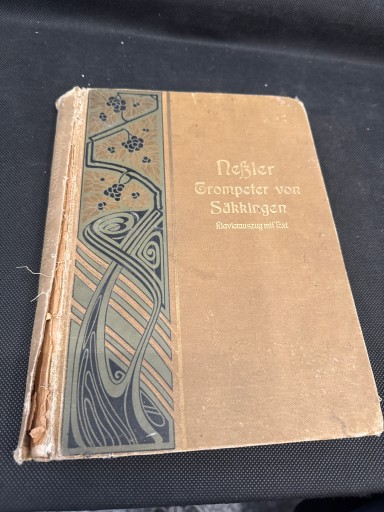 Neßler
Trompeter von
Säkkingen
Klavierauszug mit Text